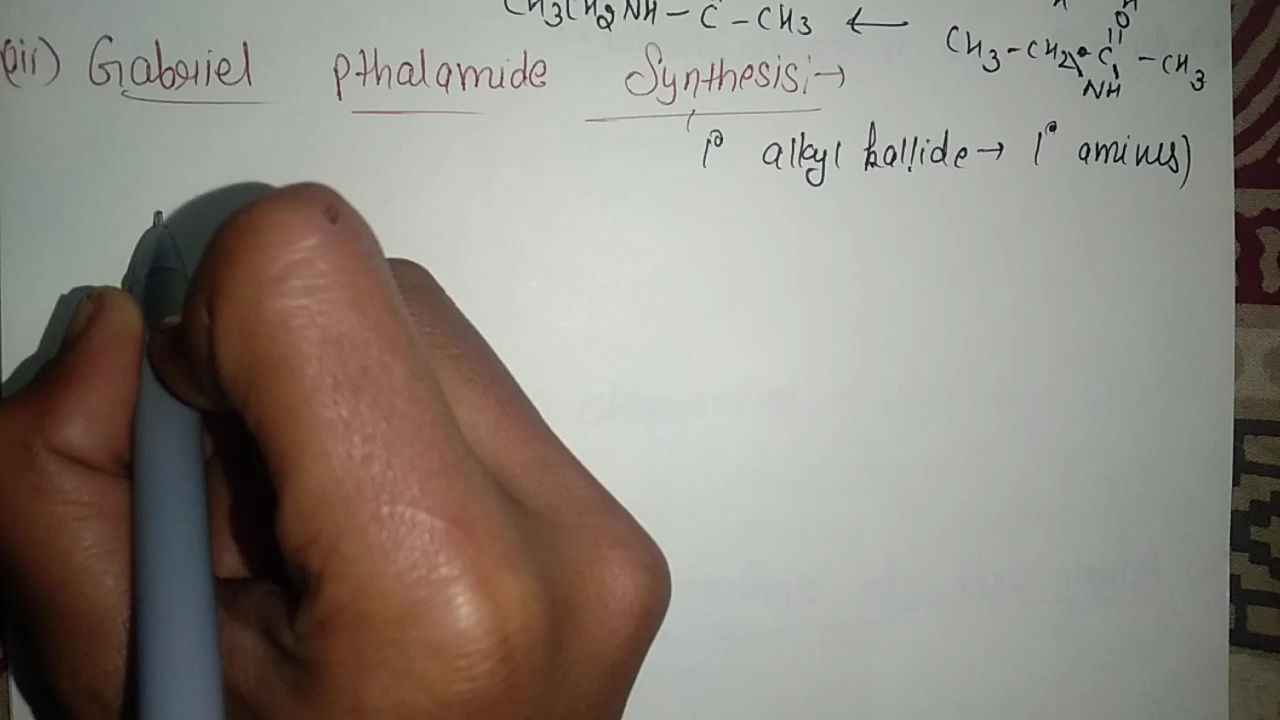 O
CH3CH2NH - C - CH3 ← CH3-CH2 C - CH3
NH
(iii) Gabriel pthalamide Synthesis:→
1° alkyl hallide → 1° amines)